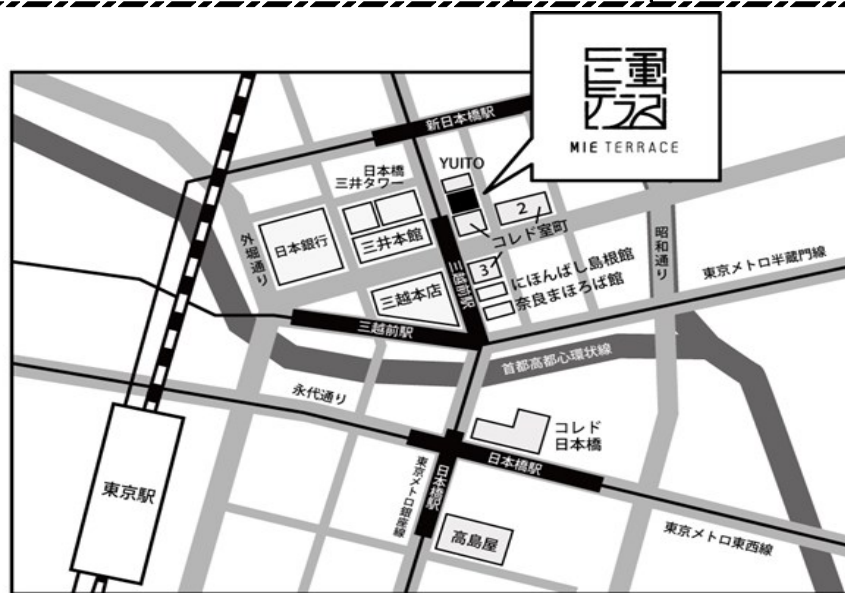 三重
テラス
MIE TERRACE
新日本橋駅
YUITO
日本橋
三井タワー
2
コレド室町
外堀通り
日本銀行
三井本館
昭和通り
三越前駅
3
にほんばし島根館
奈良まほろば館
東京メトロ半蔵門線
三越本店
三越前駅
首都高都心環状線
永代通り
コレド
日本橋
日本橋駅
日本橋駅
東京メトロ銀座線
東京駅
高島屋
東京メトロ東西線